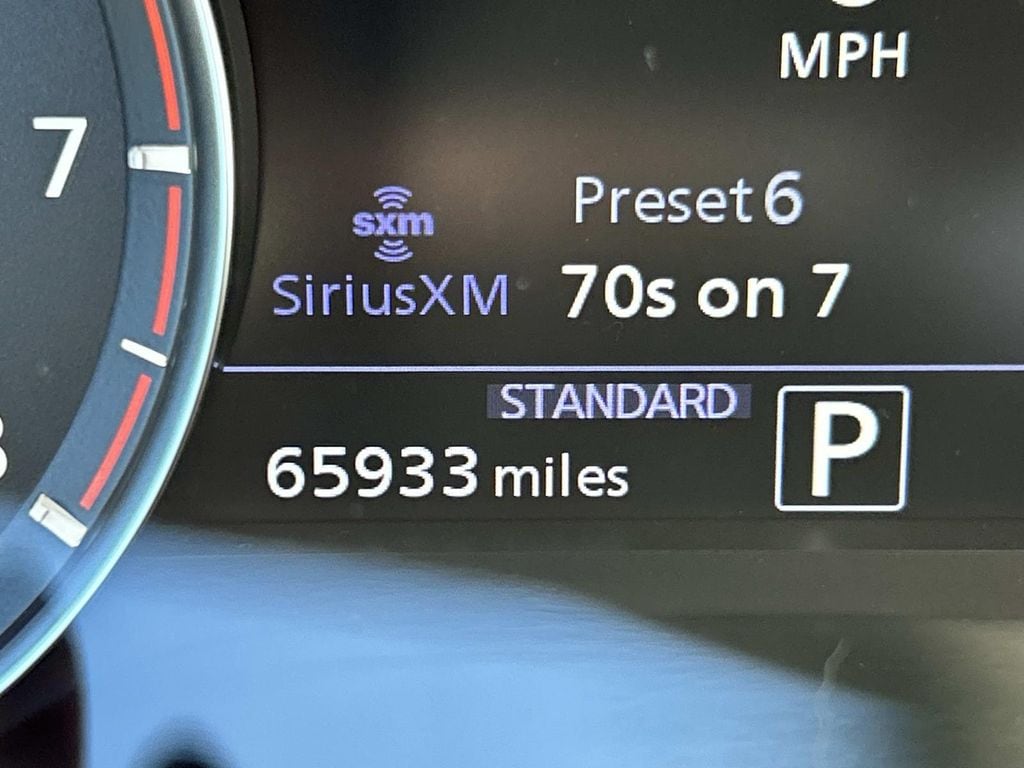 MPH
7
sxm
Preset 6
SiriusXM
70s on 7
STANDARD
65933 miles
P